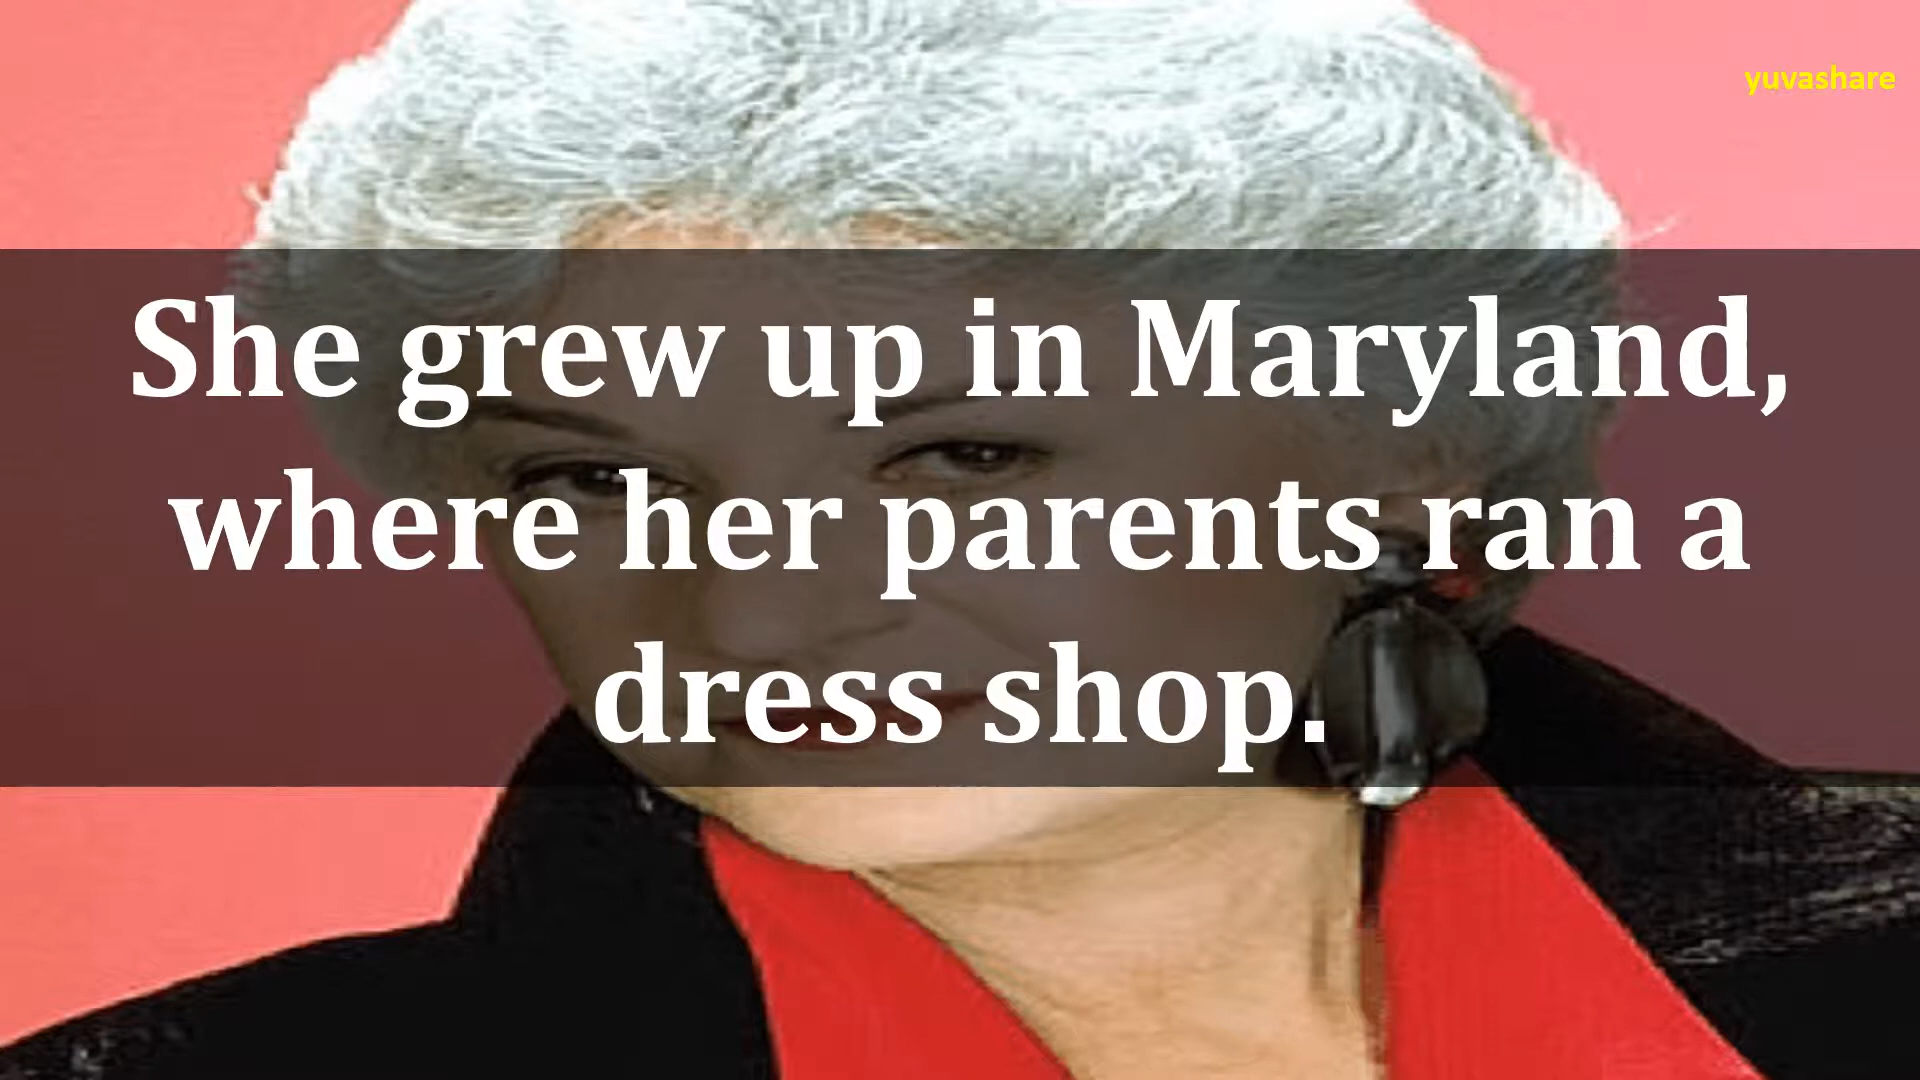 yuvashare
She grew up in Maryland,
where her parents ran a
dress shop.